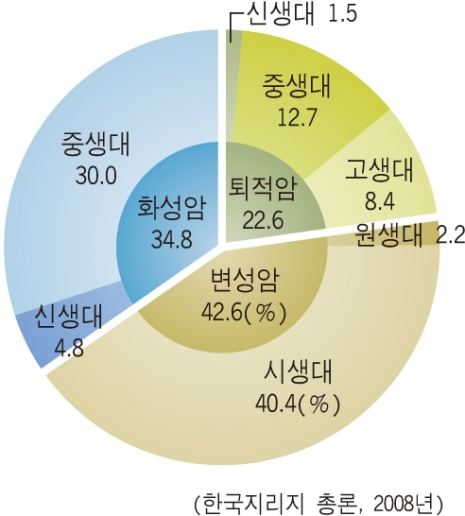 신생대 1.5
중생대
12.7
고생대
8.4
퇴적암
22.6
원생대 2.2
변성암
42.6(%)
시생대
40.4(%)
화성암
34.8
중생대
30.0
신생대
4.8
(한국지리지 총론, 2008년)